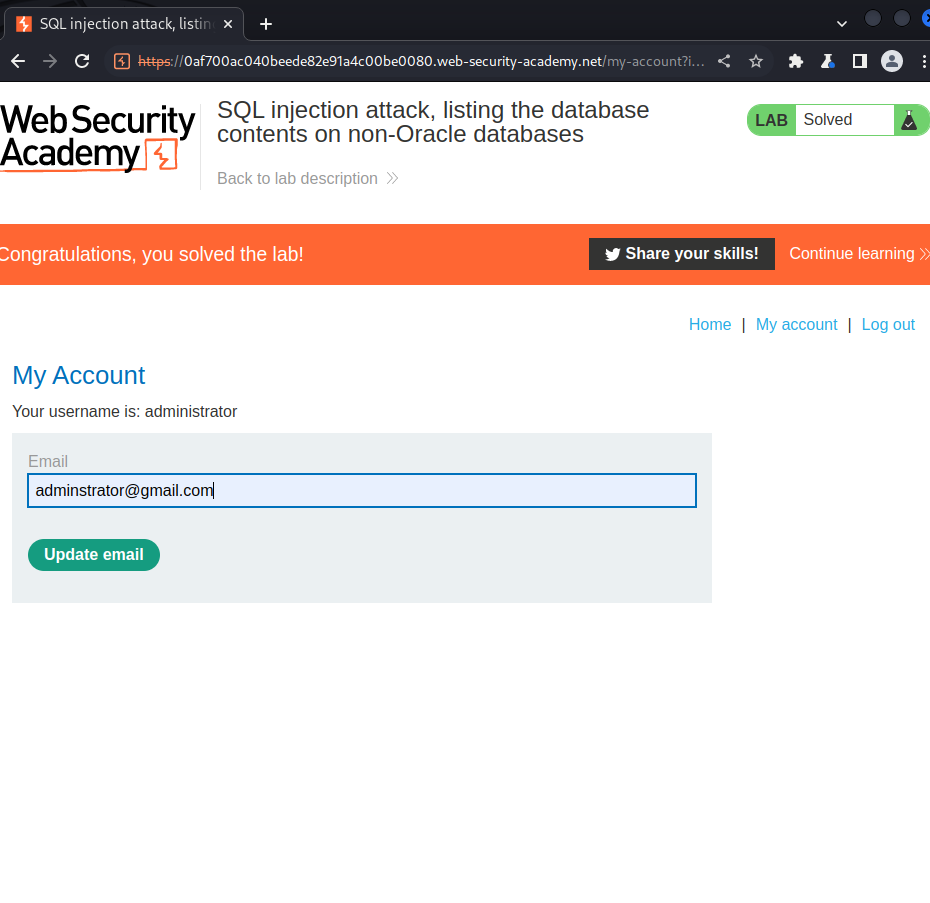 SQL injection attack, listin
https://0af700ac040beede82e91a4c00be0080.web-security-academy.net/my-account?i...
Web Security
Academy
SQL injection attack, listing the database
contents on non-Oracle databases
Back to lab description
LAB Solved
Congratulations, you solved the lab!
Share your skills!
Continue learning
Home | My account | Log out
My Account
Your username is: administrator
Email
adminstrator@gmail.com
Update email